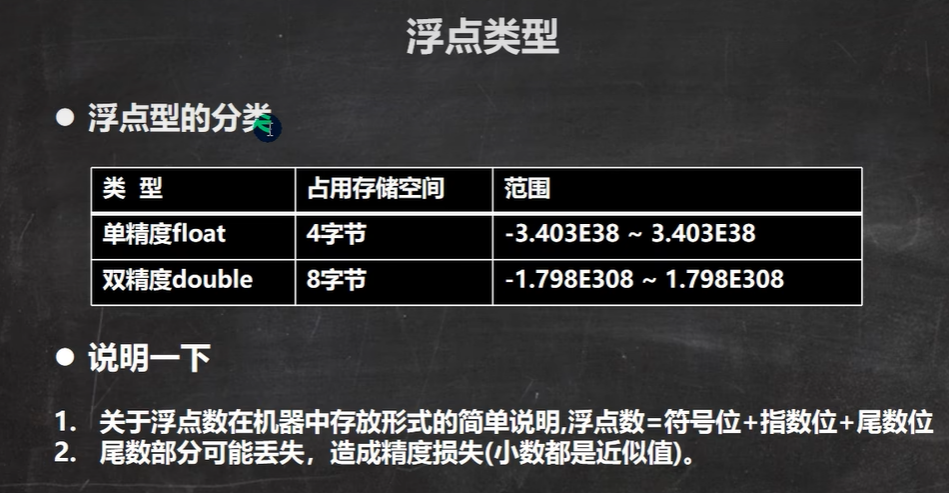 浮点类型
浮点型的分类
类 型 占用存储空间 范围
单精度float 4字节 -3.403E38 ~ 3.403E38
双精度double 8字节 -1.798E308 ~ 1.798E308
说明一下
1. 关于浮点数在机器中存放形式的简单说明,浮点数=符号位+指数位+尾数位
2. 尾数部分可能丢失，造成精度损失(小数都是近似值)。